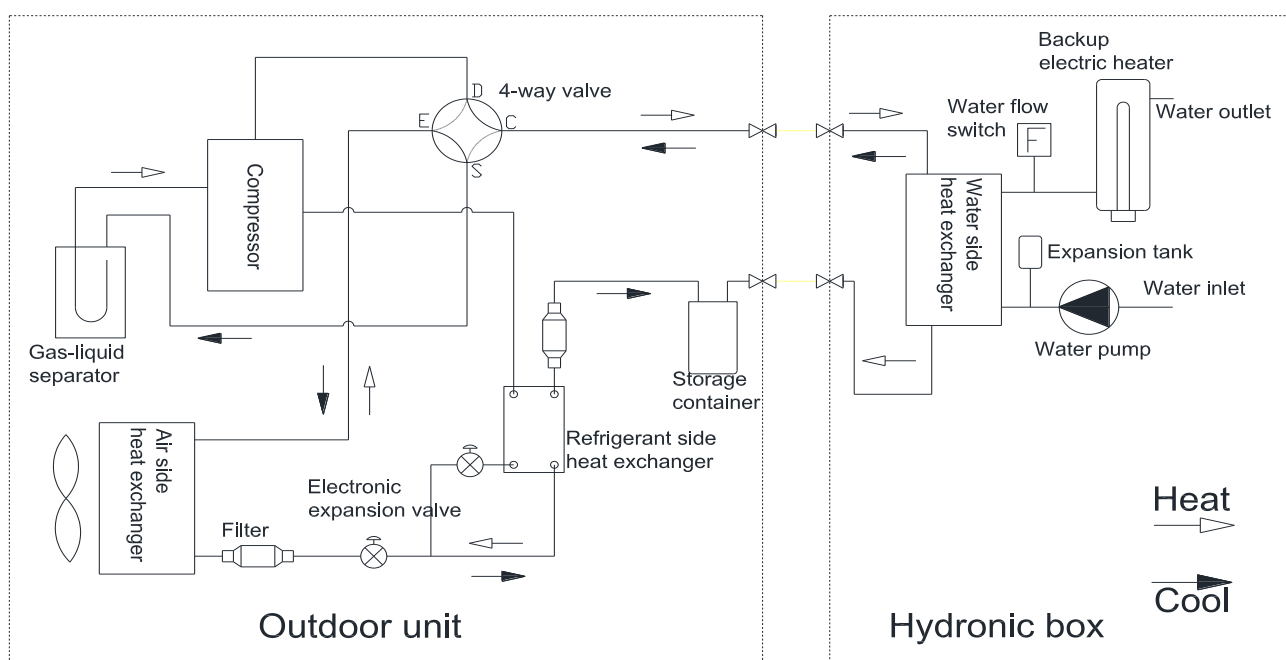 Backup
electric heater
D
4-way valve
E
C
S
Water flow
switch
F
Water outlet
Compressor
Water side
heat exchanger
Expansion tank
Water inlet
Water pump
Gas-liquid
separator
Storage
container
Air side
heat exchanger
Refrigerant side
heat exchanger
Electronic
expansion valve
Filter
Heat
Cool
Outdoor unit
Hydronic box